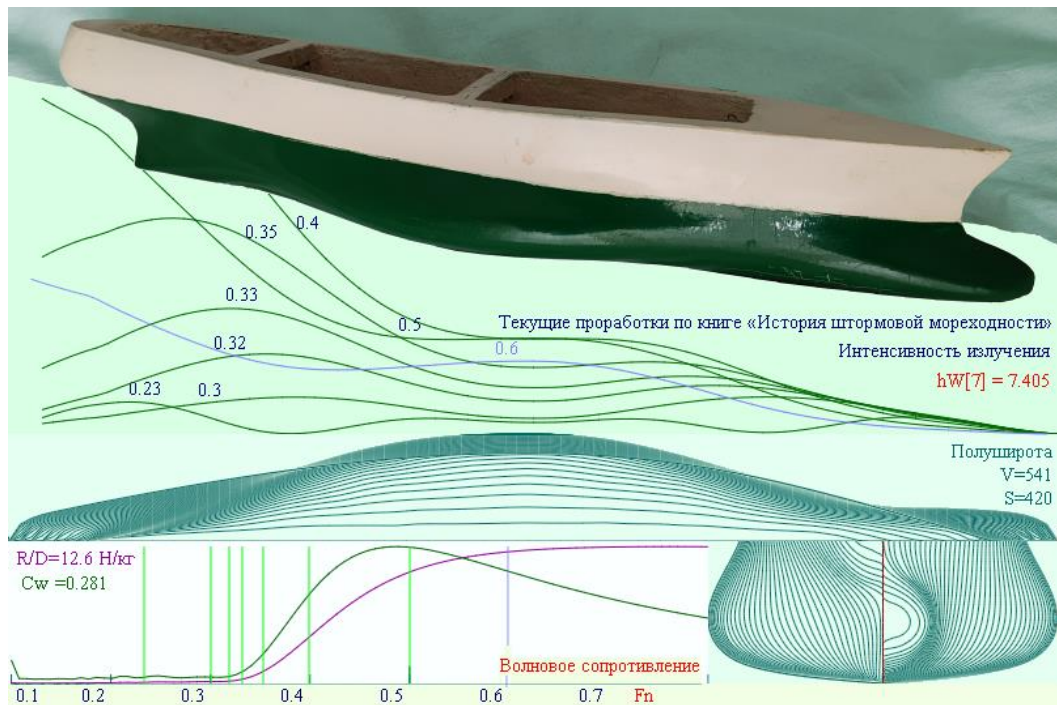 0.4
0.35
0.33
0.5
Текущие проработки по книге «История штормовой мореходности»
0.32
0.6
Интенсивность излучения
0.23
0.3
hW[7] = 7.405
Полуширота
V=541
S=420
R/D=12.6 Н/кг
Cw =0.281
Волновое сопротивление
0.1 0.2 0.3 0.4 0.5 0.6 0.7 Fn